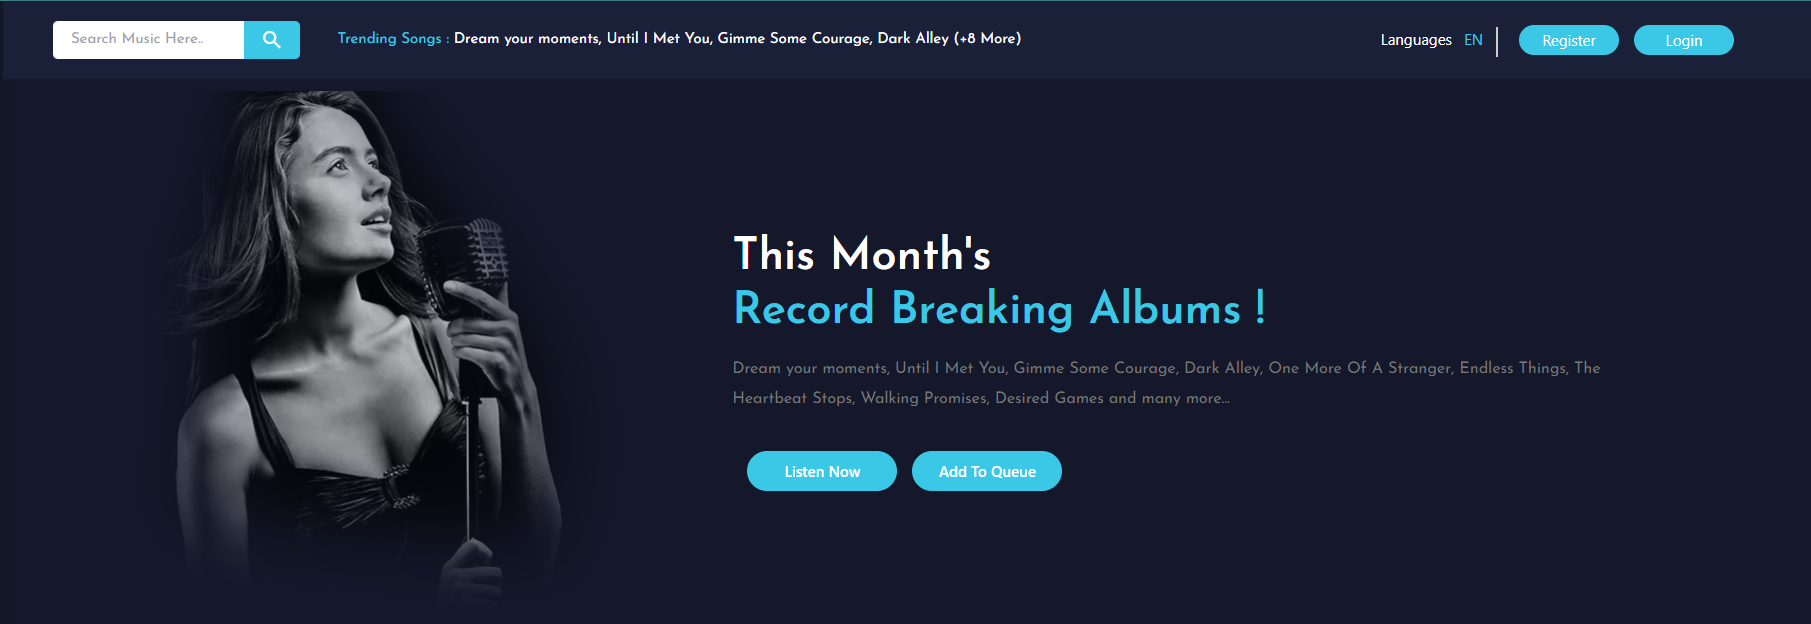 Search Music Here..
Trending Songs : Dream your moments, Until I Met You, Gimme Some Courage, Dark Alley (+8 More)
Languages EN
Register
Login
This Month's
Record Breaking Albums !
Dream your moments, Until I Met You, Gimme Some Courage, Dark Alley, One More Of A Stranger, Endless Things, The
Heartbeat Stops, Walking Promises, Desired Games and many more...
Listen Now
Add To Queue